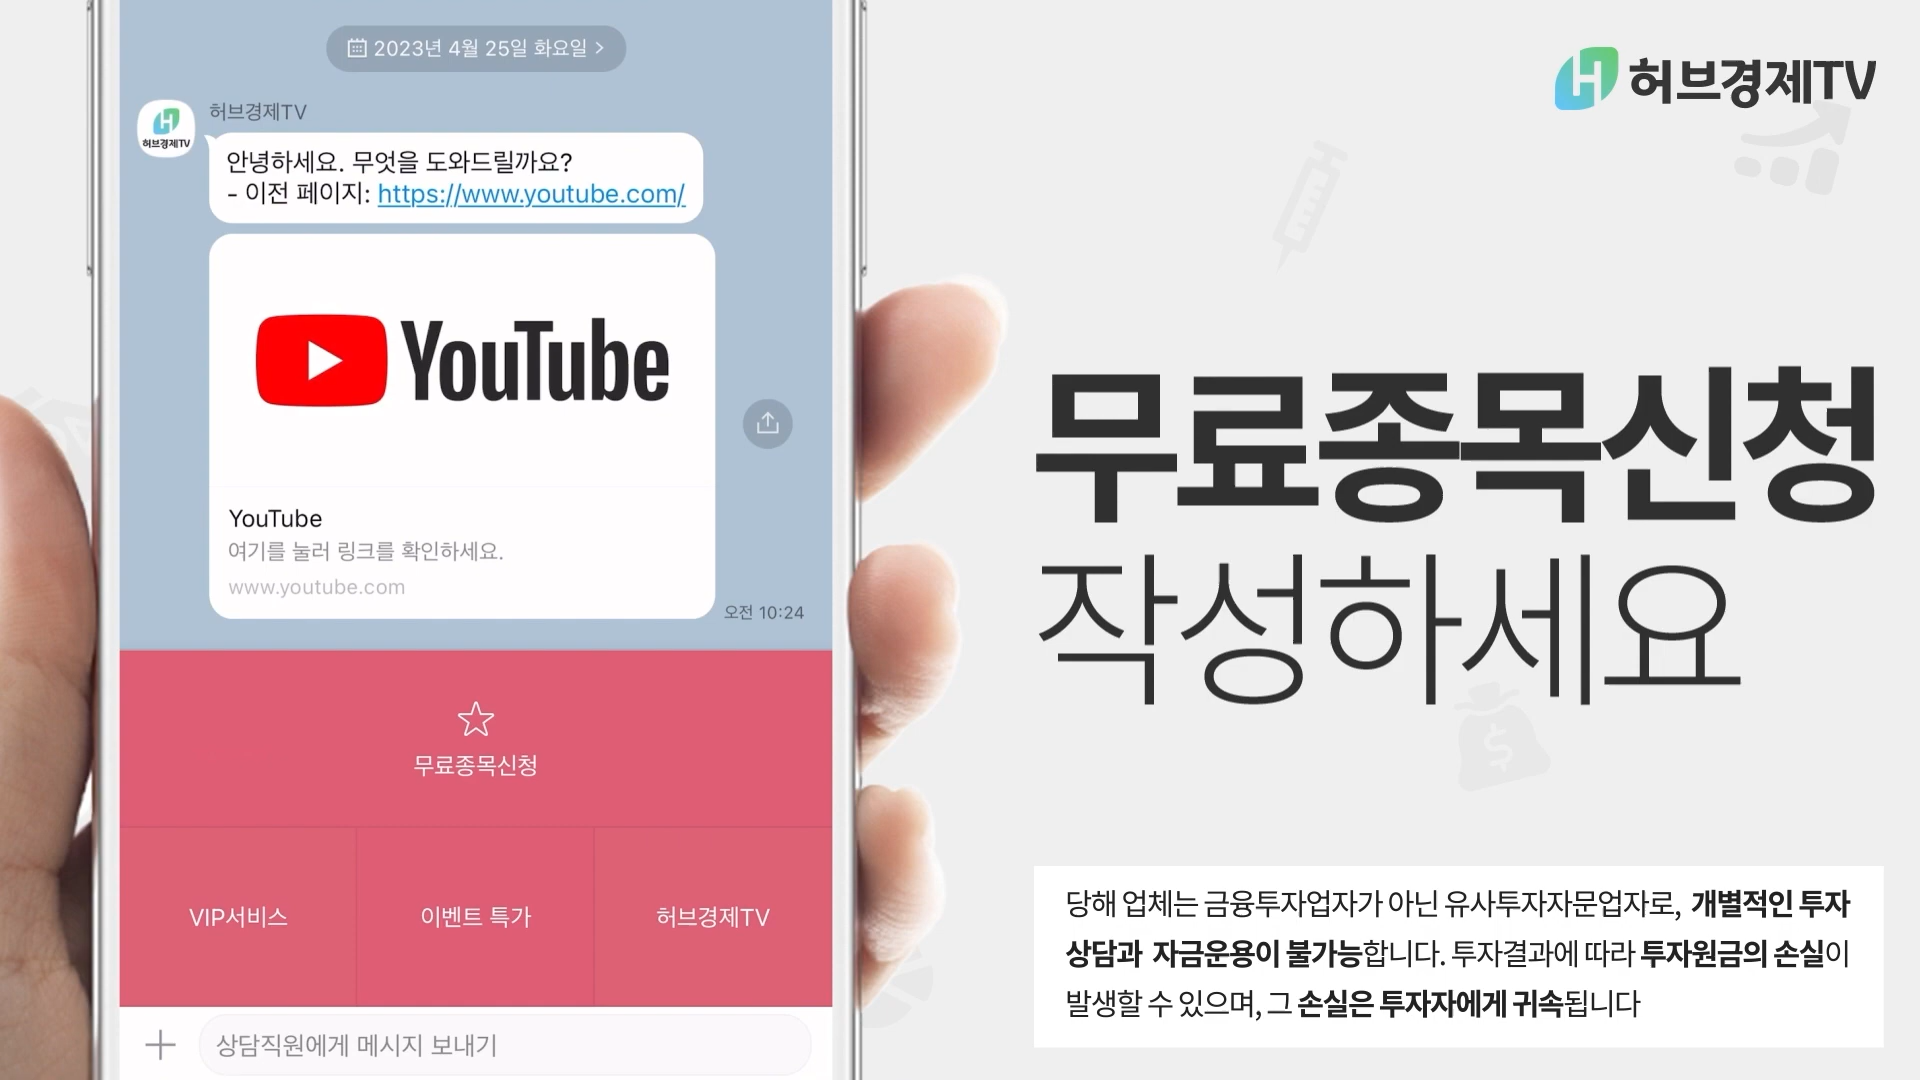 2023년 4월 25일 화요일 >
허브경제TV
허브경제TV
안녕하세요. 무엇을 도와드릴까요?
- 이전 페이지: https://www.youtube.com/
YouTube
YouTube
여기를 눌러 링크를 확인하세요.
www.youtube.com
오전 10:24
무료종목신청
VIP서비스
이벤트 특가
허브경제TV
상담직원에게 메시지 보내기
허브경제TV
무료종목신청
작성하세요
당해 업체는 금융투자업자가 아닌 유사투자자문업자로, 개별적인 투자
상담과 자금운용이 불가능합니다. 투자결과에 따라 투자원금의 손실이
발생할 수 있으며, 그 손실은 투자자에게 귀속됩니다